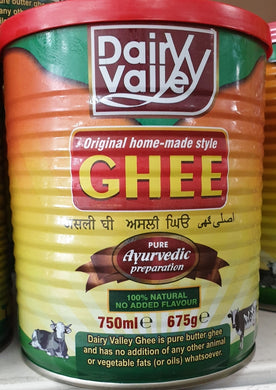 Dairy
Valley
Original home-made style
GHEE
ਅਸਲੀ ਘਿਓ اصلی گھی
PURE
Ayurvedic
preparation
100% NATURAL
NO ADDED FLAVOUR
750ml℮ 675g℮
Dairy Valley Ghee is pure butter ghee
and has no addition of any other animal
or vegetable fats (or oils) whatsoever.